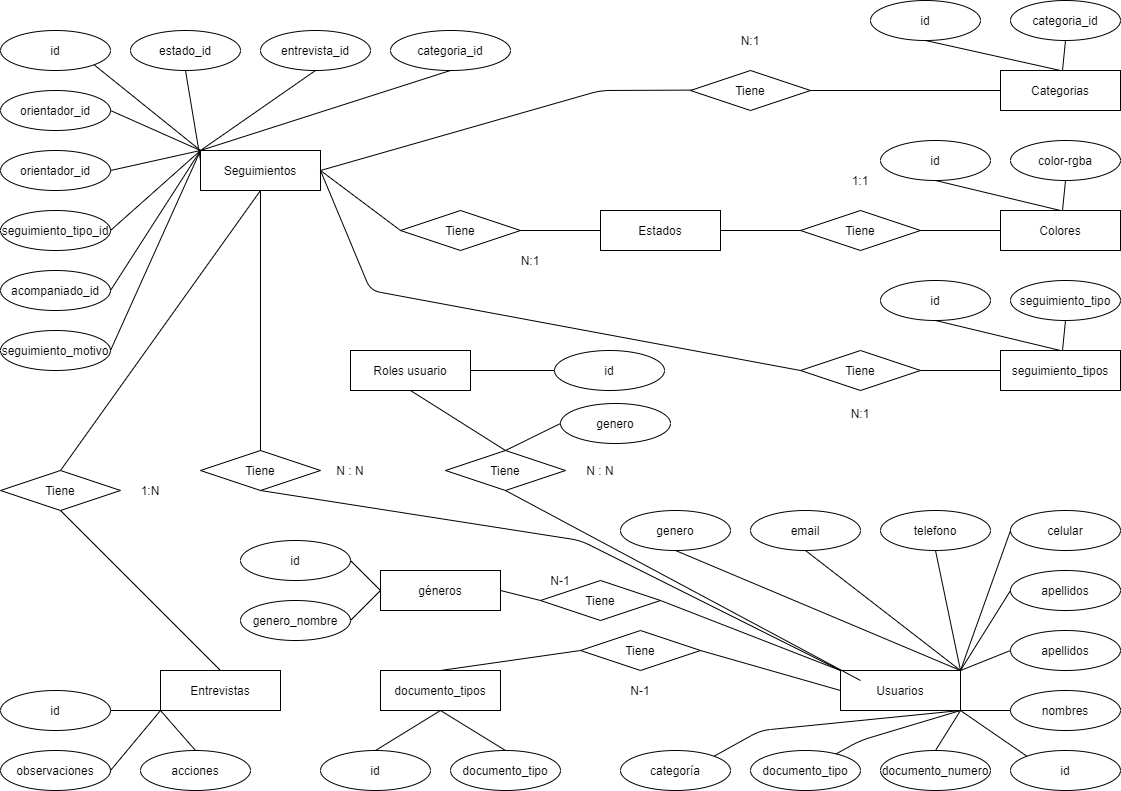 id
categoria_id
N:1
id
estado_id
entrevista_id
categoria_id
Tiene
Categorias
orientador_id
orientador_id
Seguimientos
id
color-rgba
1:1
seguimiento_tipo_id
Tiene
Estados
Tiene
Colores
N:1
acompaniado_id
id
seguimiento_tipo
seguimiento_motivo
Roles usuario
id
Tiene
seguimiento_tipos
N:1
genero
Tiene
1:N
Tiene
N : N
Tiene
N : N
genero
email
telefono
celular
id
géneros
N-1
Tiene
apellidos
genero_nombre
Tiene
apellidos
N-1
Entrevistas
documento_tipos
Usuarios
id
nombres
observaciones
acciones
id
documento_tipo
categoría
documento_tipo
documento_numero
id